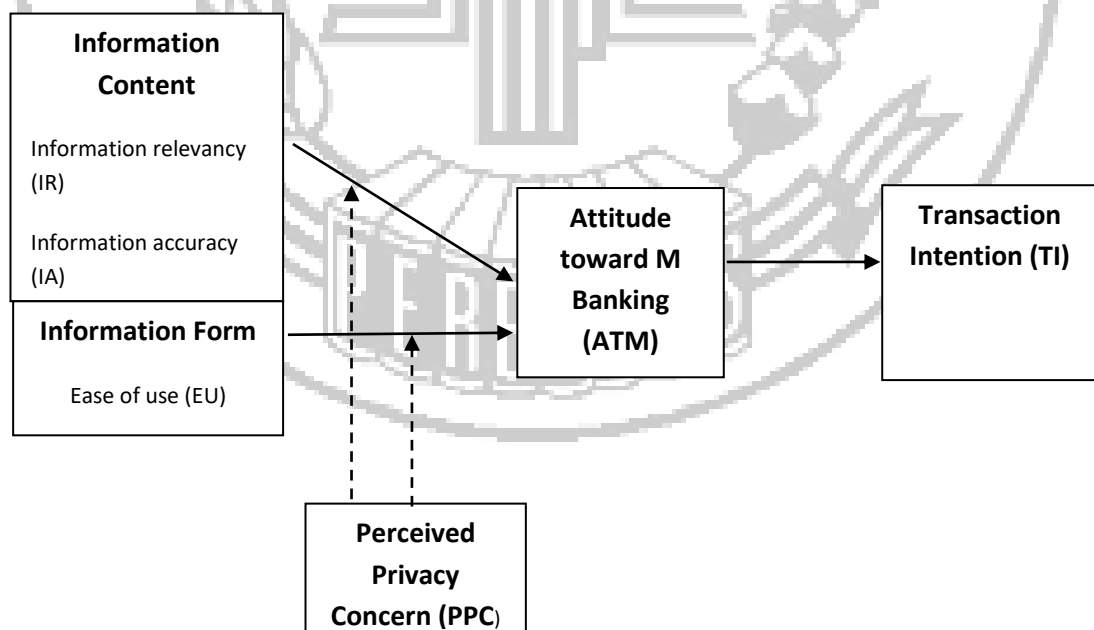 Information
Content
Information relevancy
(IR)
Information accuracy
(IA)
Information Form
Ease of use (EU)
Attitude
toward M
Banking
(ATM)
Transaction
Intention (TI)
Perceived
Privacy
Concern (PPC)